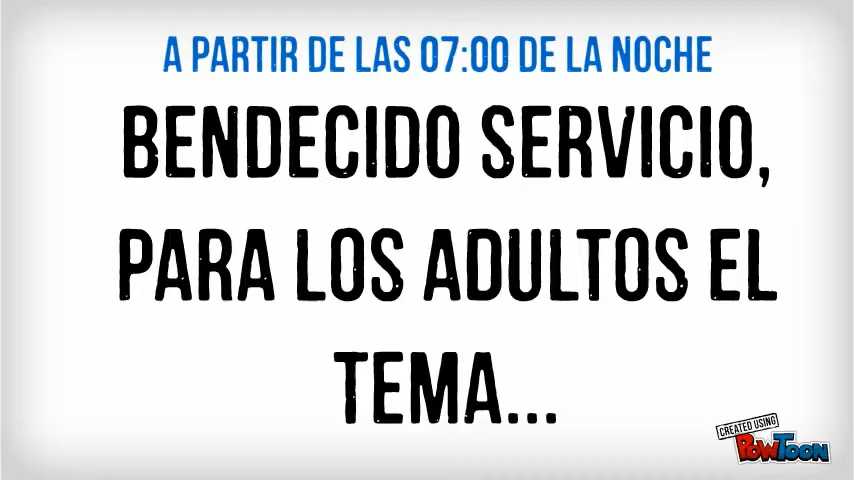 A PARTIR DE LAS 07:00 DE LA NOCHE
BENDECIDO SERVICIO,
PARA LOS ADULTOS EL
TEMA...
CREATED USING
POWTOON